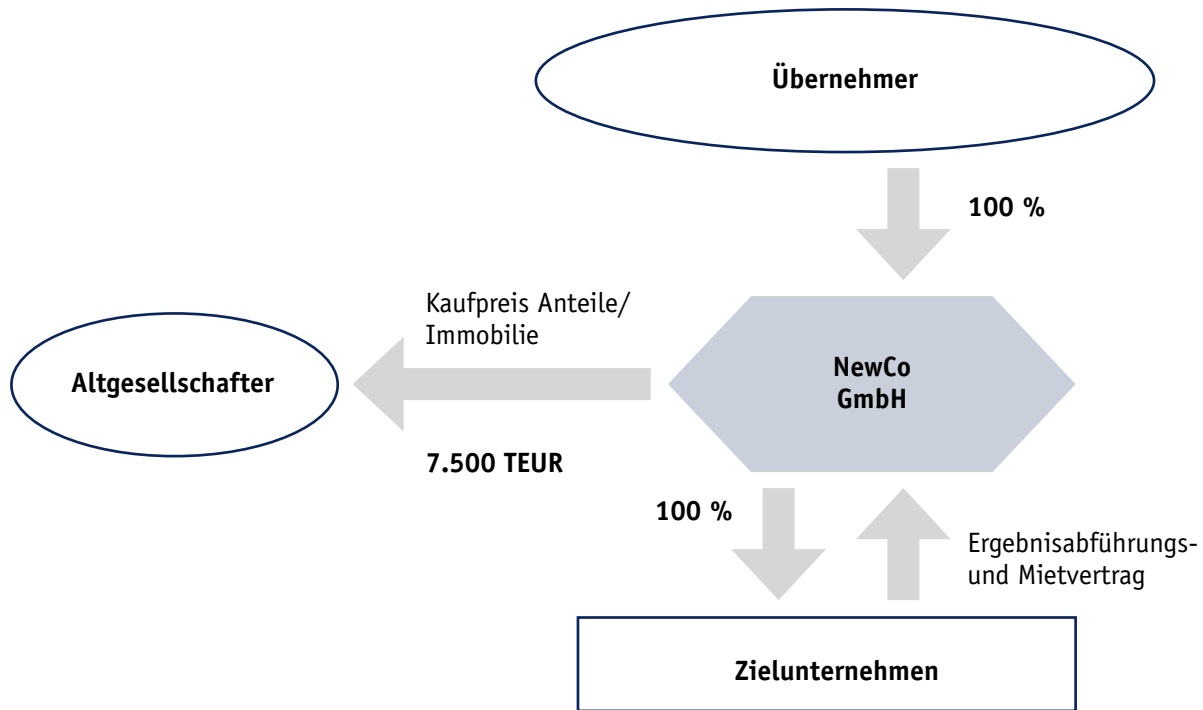 Übernehmer
100 %
Kaufpreis Anteile/
Immobilie
Altgesellschafter
NewCo
GmbH
7.500 TEUR
100 %
Ergebnisabführungs-
und Mietvertrag
Zielunternehmen